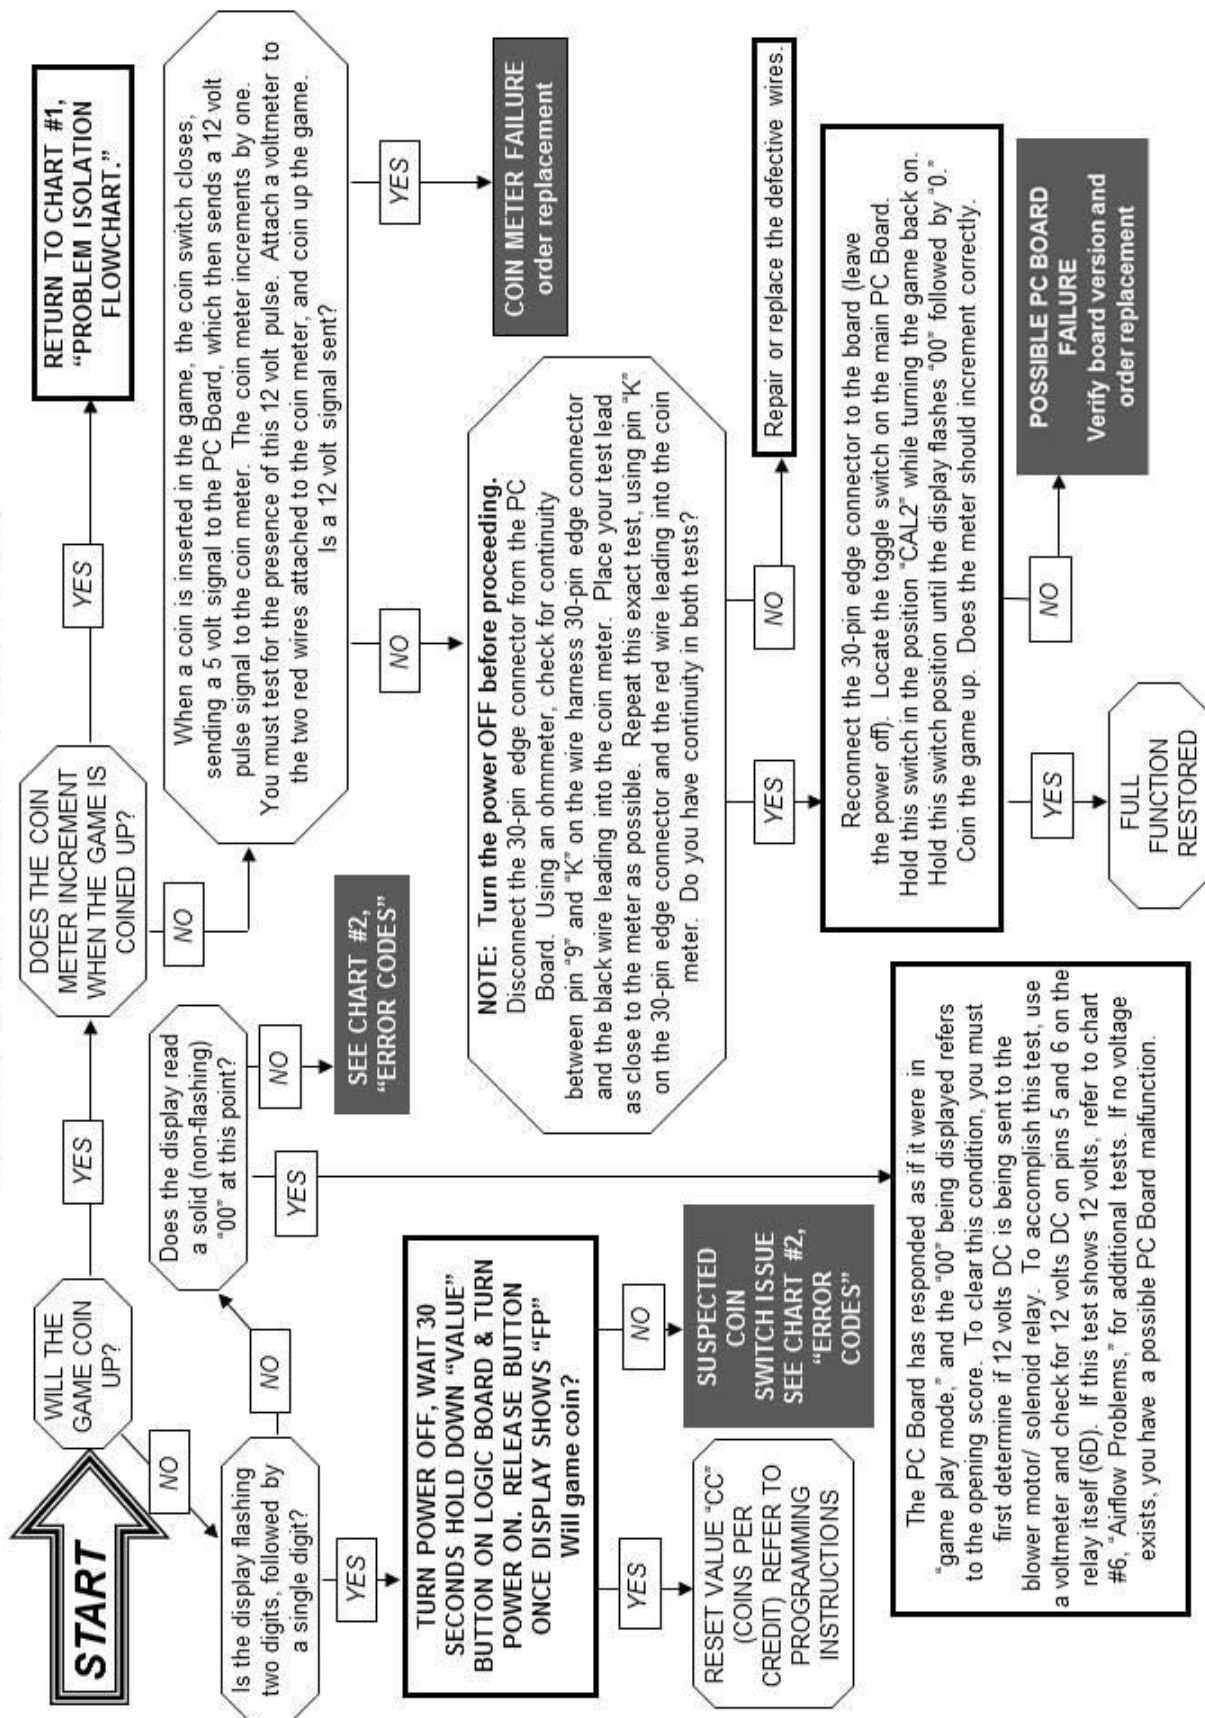 START
WILL THE
GAME COIN
UP?
YES
NO
DOES THE COIN
METER INCREMENT
WHEN THE GAME IS
COINED UP?
YES
RETURN TO CHART #1,
“PROBLEM ISOLATION
FLOWCHART.”
NO
When a coin is inserted in the game, the coin switch closes,
sending a 5 volt signal to the PC Board, which then sends a 12 volt
pulse signal to the coin meter. The coin meter increments by one.
You must test for the presence of this 12 volt pulse. Attach a voltmeter to
the two red wires attached to the coin meter, and coin up the game.
Is a 12 volt signal sent?
YES
COIN METER FAILURE
order replacement
NO
NOTE: Turn the power OFF before proceeding.
Disconnect the 30-pin edge connector from the PC
Board. Using an ohmmeter, check for continuity
between pin “9” and “K” on the wire harness 30-pin edge connector
and the black wire leading into the coin meter. Place your test lead
as close to the meter as possible. Repeat this exact test, using pin “K”
on the 30-pin edge connector and the red wire leading into the coin
meter. Do you have continuity in both tests?
NO
Repair or replace the defective wires.
YES
Reconnect the 30-pin edge connector to the board (leave
the power off). Locate the toggle switch on the main PC Board.
Hold this switch in the position “CAL2” while turning the game back on.
Hold this switch position until the display flashes “00” followed by “0.”
Coin the game up. Does the meter should increment correctly.
NO
POSSIBLE PC BOARD
FAILURE
Verify board version and
order replacement
YES
FULL
FUNCTION
RESTORED
Is the display flashing
two digits, followed by
a single digit?
NO
Does the display read
a solid (non-flashing)
“00” at this point?
NO
SEE CHART #2,
“ERROR CODES”
YES
The PC Board has responded as if it were in
“game play mode,” and the “00” being displayed refers
to the opening score. To clear this condition, you must
first determine if 12 volts DC is being sent to the
blower motor/ solenoid relay. To accomplish this test, use
a voltmeter and check for 12 volts DC on pins 5 and 6 on the
relay itself (6D). If this test shows 12 volts, refer to chart
#6, “Airflow Problems,” for additional tests. If no voltage
exists, you have a possible PC Board malfunction.
YES
TURN POWER OFF, WAIT 30
SECONDS HOLD DOWN “VALUE”
BUTTON ON LOGIC BOARD & TURN
POWER ON. RELEASE BUTTON
ONCE DISPLAY SHOWS “FP”
Will game coin?
NO
SUSPECTED
COIN
SWITCH ISSUE
SEE CHART #2,
“ERROR
CODES”
YES
RESET VALUE “CC”
(COINS PER
CREDIT) REFER TO
PROGRAMMING
INSTRUCTIONS